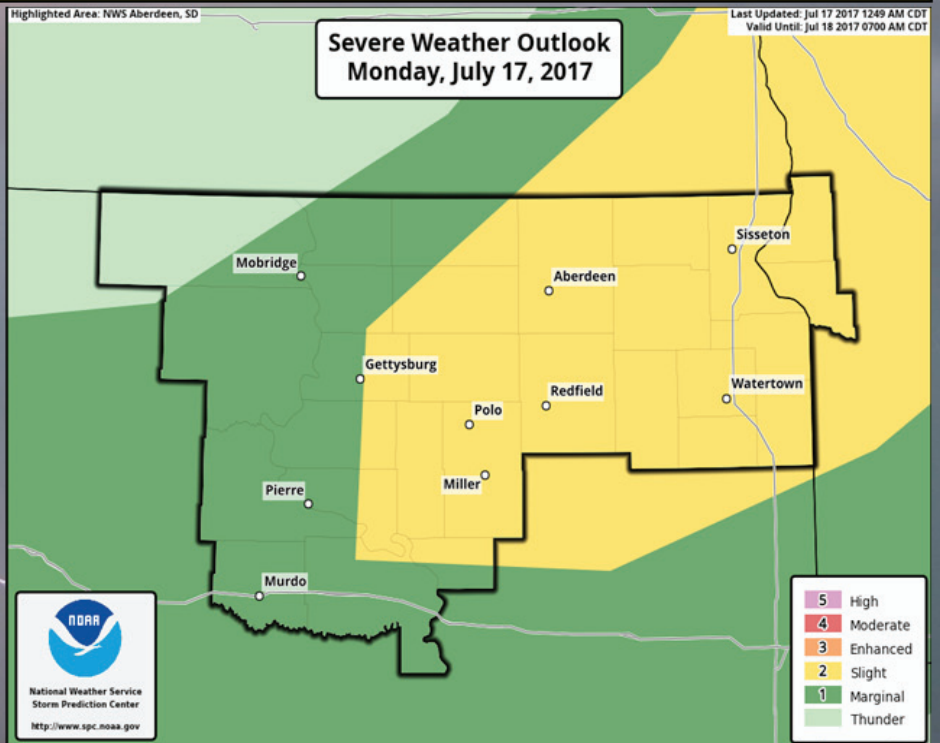 Highlighted Area: NWS Aberdeen, SD
Last Updated: Jul 17 2017 1249 AM CDT
Valid Until: Jul 18 2017 0700 AM CDT
Severe Weather Outlook
Monday, July 17, 2017
Sisseton
Mobridge
Aberdeen
Gettysburg
Watertown
Redfield
Polo
Miller
Pierre
Murdo
NOAA
National Weather Service
Storm Prediction Center
http://www.spc.noaa.gov
5 High
4 Moderate
3 Enhanced
2 Slight
1 Marginal
Thunder